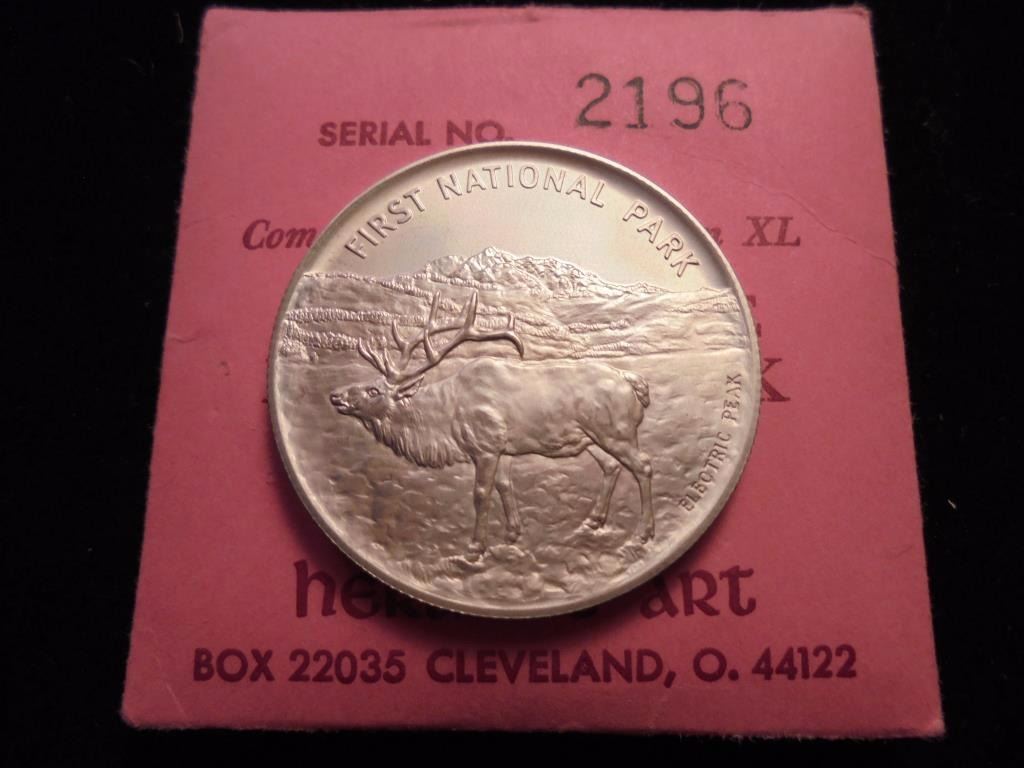 SERIAL NO. 2196
XL
FIRST NATIONAL PARK
ELECTRIC PEAK
ART
BOX 22035 CLEVELAND, O. 44122